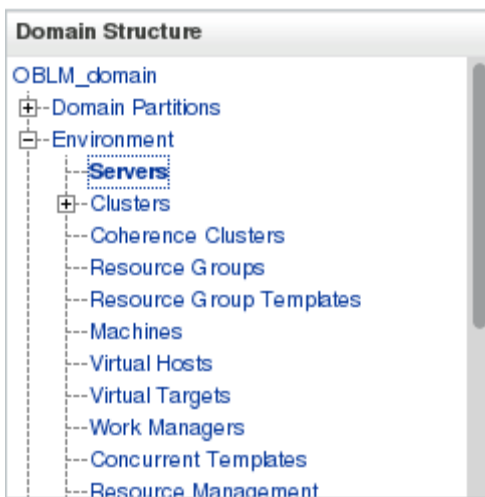 Domain Structure
OBLM_domain
Domain Partitions
Environment
Servers
Clusters
Coherence Clusters
Resource Groups
Resource Group Templates
Machines
Virtual Hosts
Virtual Targets
Work Managers
Concurrent Templates
Resource Management